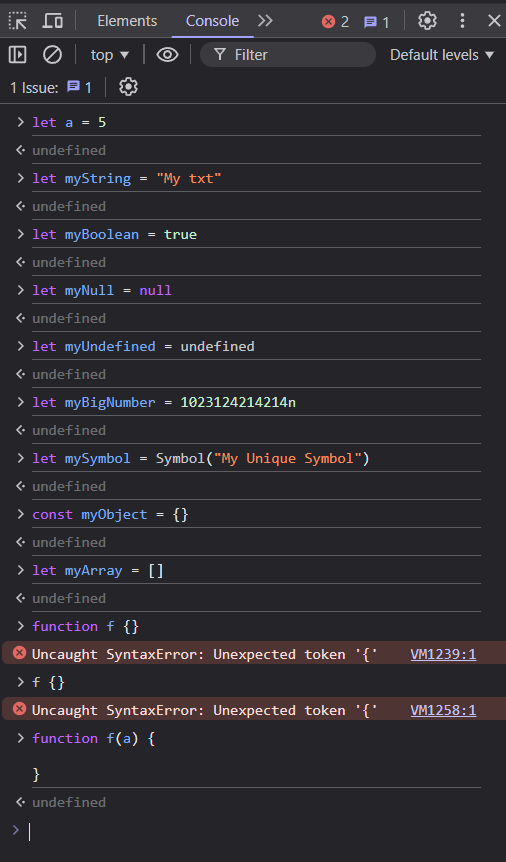 Elements Console 2 1
top Filter Default levels
1 Issue: 1
let a = 5
undefined
let myString = "My txt"
undefined
let myBoolean = true
undefined
let myNull = null
undefined
let myUndefined = undefined
undefined
let myBigNumber = 1023124214214n
undefined
let mySymbol = Symbol("My Unique Symbol")
undefined
const myObject = {}
undefined
let myArray = []
undefined
function f {}
Uncaught SyntaxError: Unexpected token '{' VM1239:1
f {}
Uncaught SyntaxError: Unexpected token '{' VM1258:1
function f(a) {
}
undefined